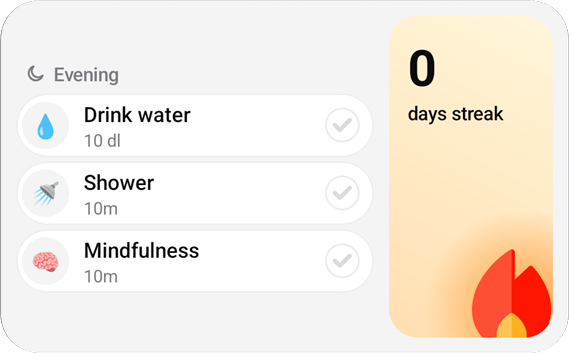 Evening
Drink water
10 dl
Shower
10m
Mindfulness
10m
0
days streak